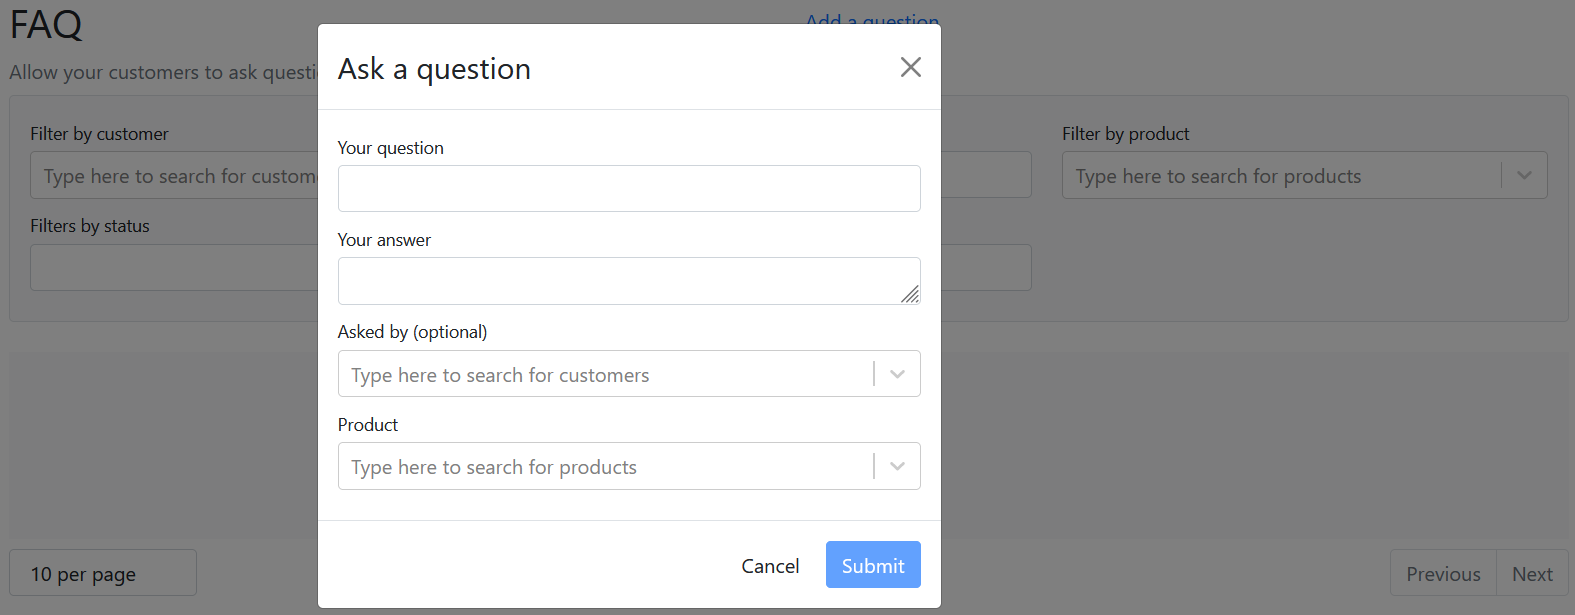 FAQ
Add a question
Allow your customers to ask questi
Ask a question
Filter by customer
Type here to search for custom
Filter by product
Type here to search for products
Filters by status
Your question
Your answer
Asked by (optional)
Type here to search for customers
Product
Type here to search for products
Cancel
Submit
10 per page
Previous
Next